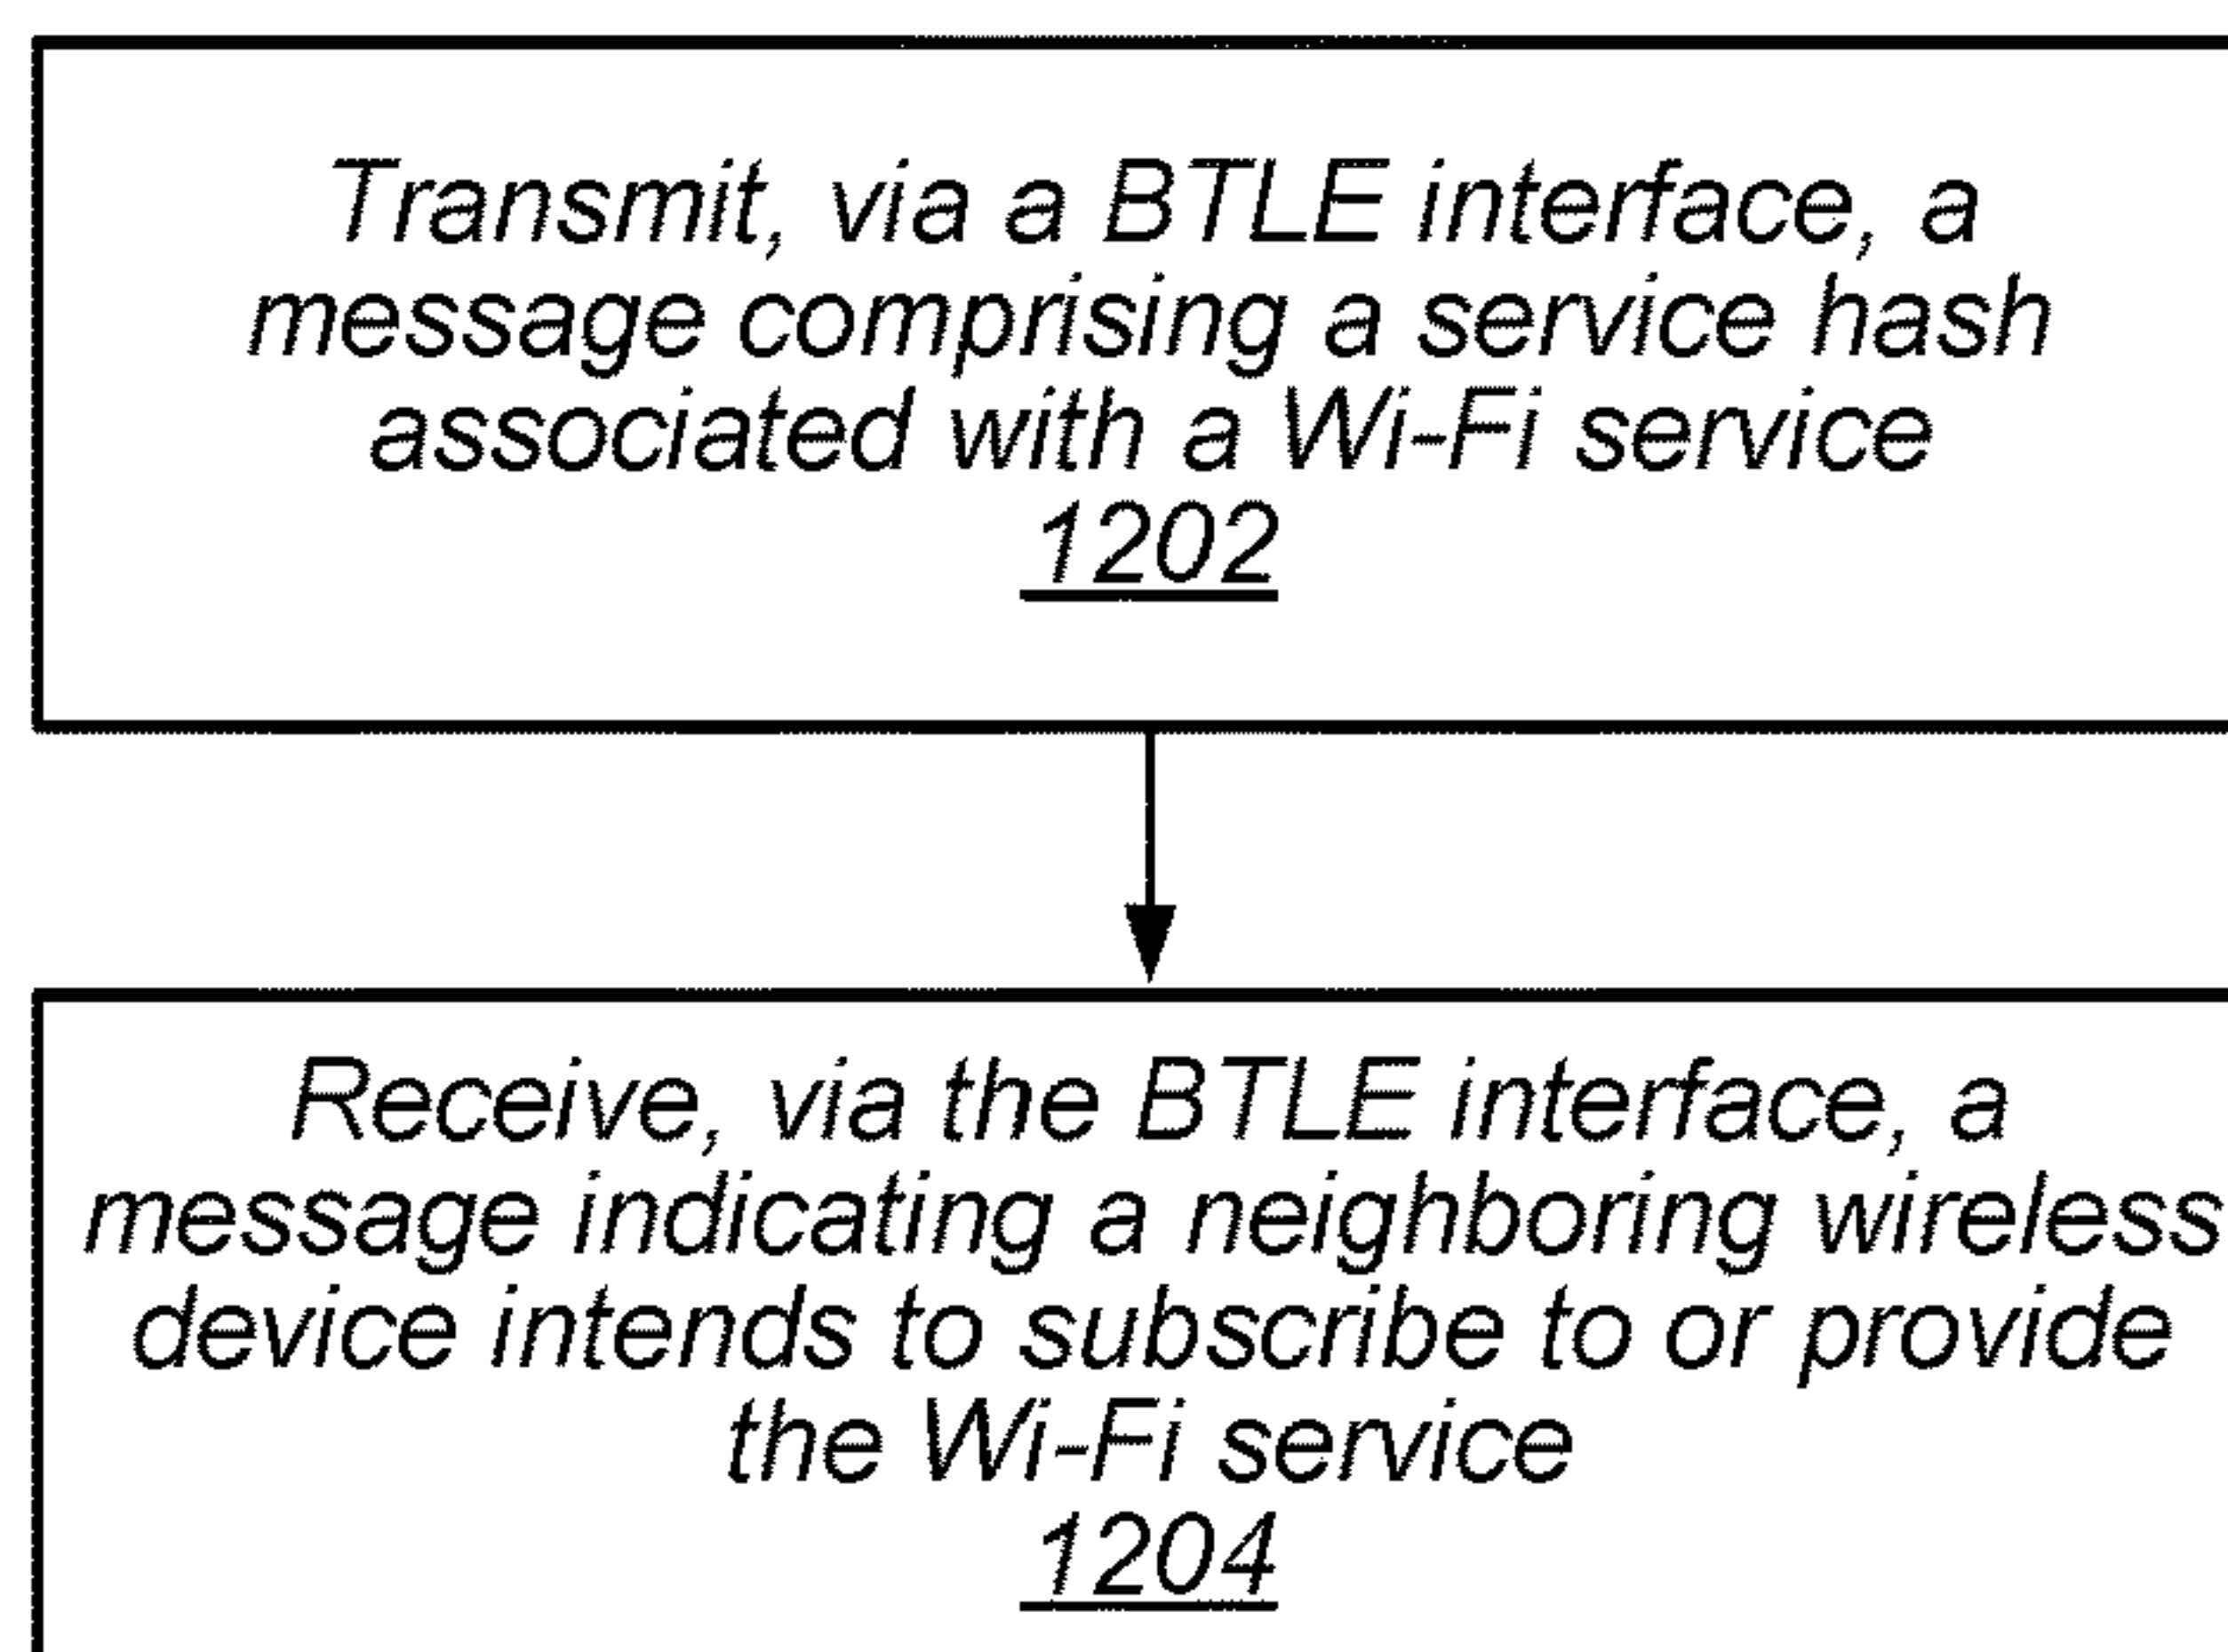 Transmit, via a BTLE interface, a
message comprising a service hash
associated with a Wi-Fi service
1202
Receive, via the BTLE interface, a
message indicating a neighboring wireless
device intends to subscribe to or provide
the Wi-Fi service
1204